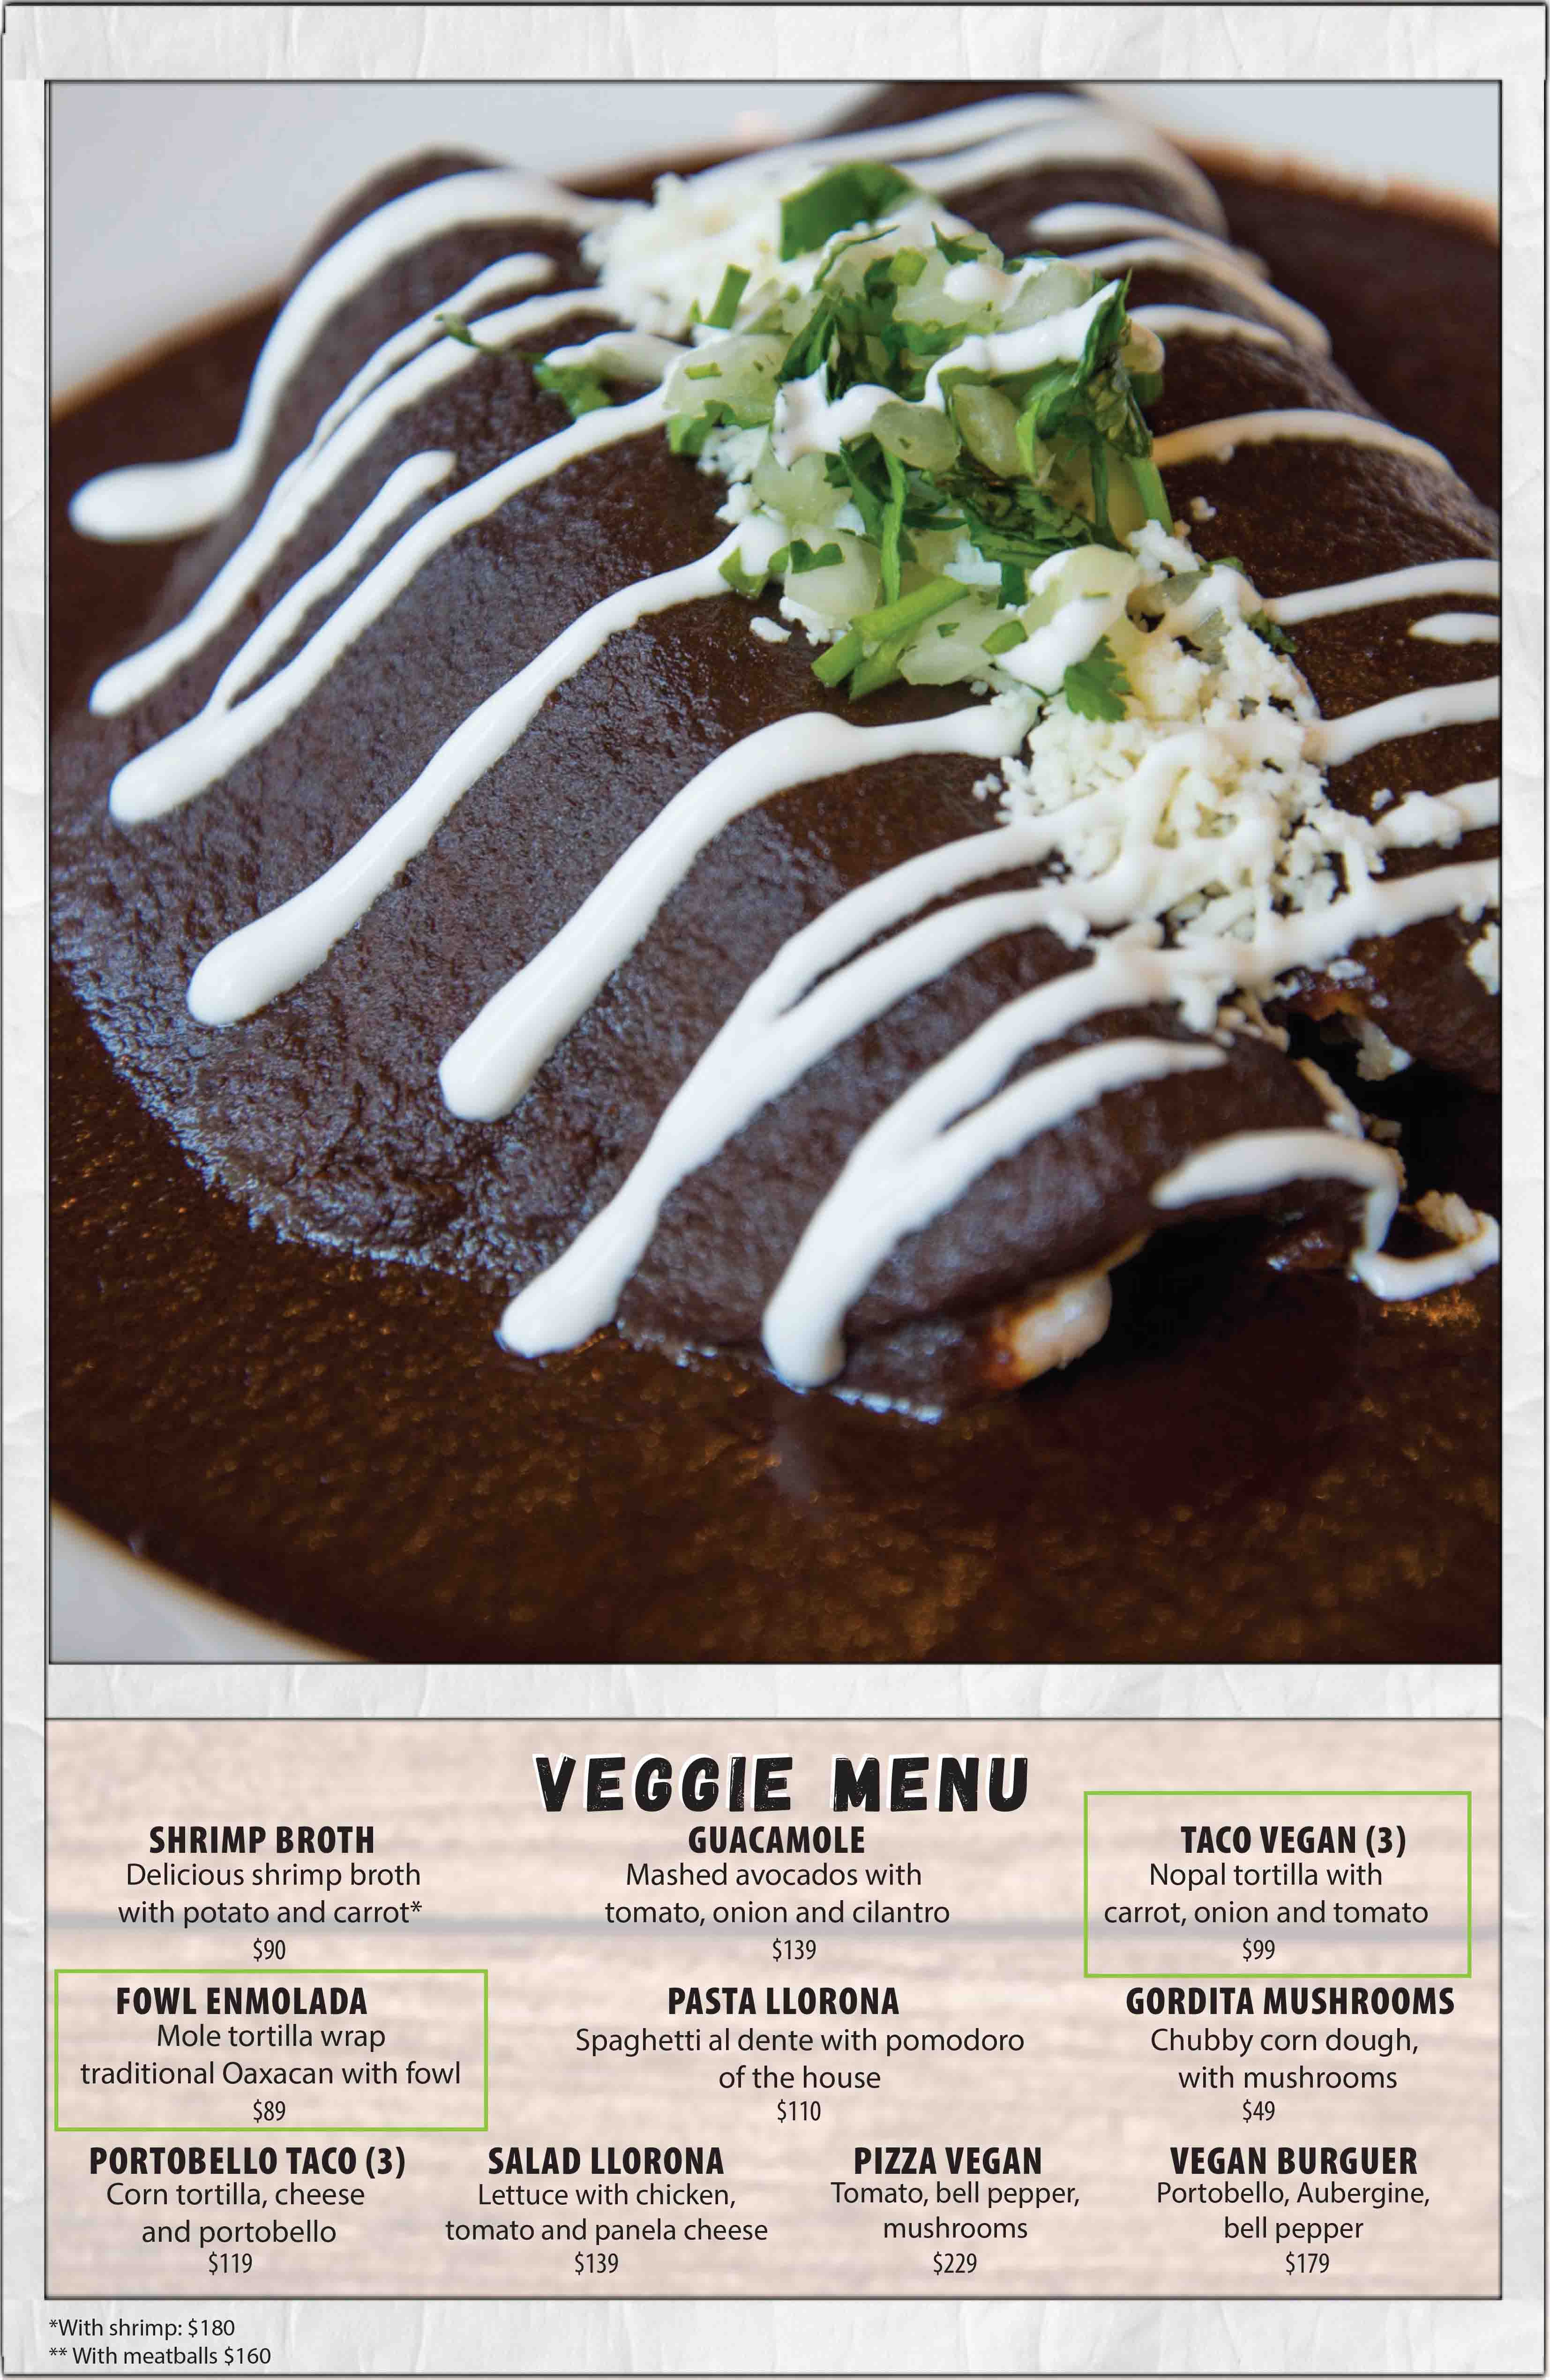 VEGGIE MENU
SHRIMP BROTH
Delicious shrimp broth
with potato and carrot*
$90
GUACAMOLE
Mashed avocados with
tomato, onion and cilantro
$139
TACO VEGAN (3)
Nopal tortilla with
carrot, onion and tomato
$99
FOWL ENMOLADA
Mole tortilla wrap
traditional Oaxacan with fowl
$89
PASTA LLORONA
Spaghetti al dente with pomodoro
of the house
$110
GORDITA MUSHROOMS
Chubby corn dough,
with mushrooms
$49
PORTOBELLO TACO (3)
Corn tortilla, cheese
and portobello
$119
SALAD LLORONA
Lettuce with chicken,
tomato and panela cheese
$139
PIZZA VEGAN
Tomato, bell pepper,
mushrooms
$229
VEGAN BURGUER
Portobello, Aubergine,
bell pepper
$179
*With shrimp: $180
** With meatballs $160